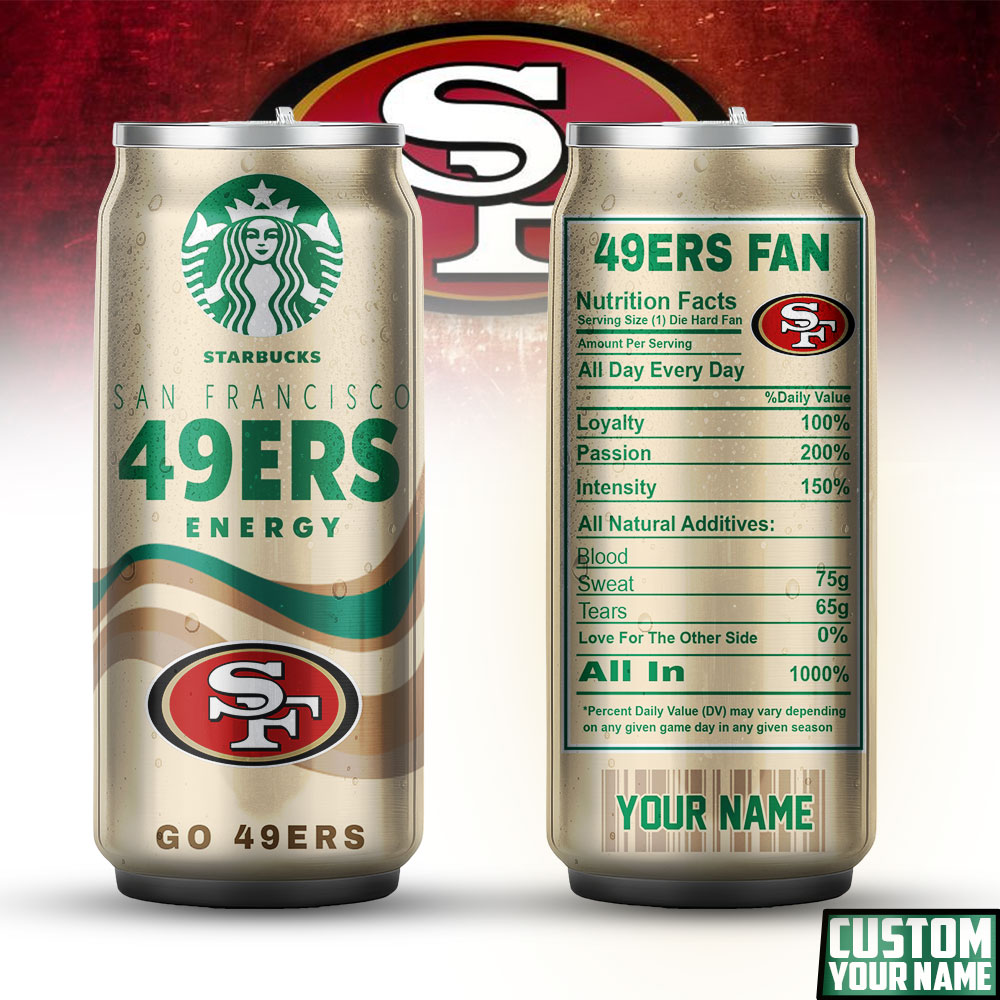 SF
STARBUCKS
SAN FRANCISCO
49ERS
ENERGY
SF
GO 49ERS
49ERS FAN
Nutrition Facts
Serving Size (1) Die Hard Fan
SF
Amount Per Serving
All Day Every Day
%Daily Value
Loyalty 100%
Passion 200%
Intensity 150%
All Natural Additives:
Blood
Sweat 75g
Tears 65g
Love For The Other Side 0%
All In 1000%
*Percent Daily Value (DV) may vary depending
on any given game day in any given season
YOUR NAME
CUSTOM
YOUR NAME